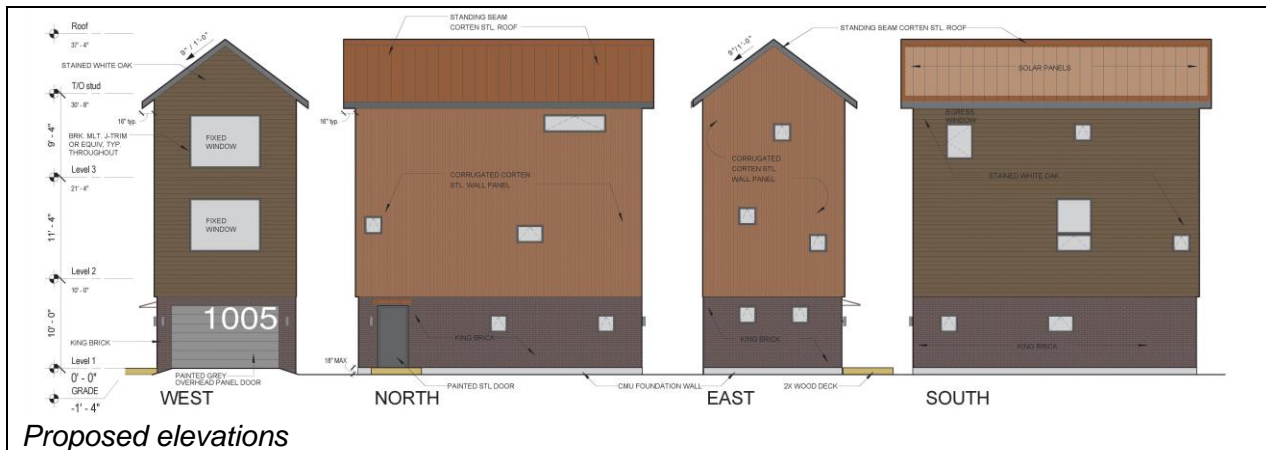 Roof
37' - 4"
STAINED WHITE OAK
T/O stud
30' - 8"
9" / 1'-0"
16" typ.
9' - 4"
BRK. MLT. J-TRIM
OR EQUIV, TYP.
THROUGHOUT
FIXED
WINDOW
Level 3
21' - 4"
11' - 4"
FIXED
WINDOW
Level 2
10' - 0"
10' - 0"
1005
KING BRICK
Level 1
0' - 0"
PAINTED GREY
OVERHEAD PANEL DOOR
GRADE
-1' - 4"
WEST
STANDING SEAM
CORTEN STL. ROOF
16" typ.
CORRUGATED CORTEN
STL. WALL PANEL
KING BRICK
18" MAX
PAINTED STL DOOR
CMU FOUNDATION WALL
NORTH
9"/1'-0"
STANDING SEAM CORTEN STL. ROOF
CORRUGATED
CORTEN STL.
WALL PANEL
KING BRICK
2X WOOD DECK
EAST
SOLAR PANELS
EGRESS
WINDOW
STAINED WHITE OAK
KING BRICK
SOUTH
Proposed elevations